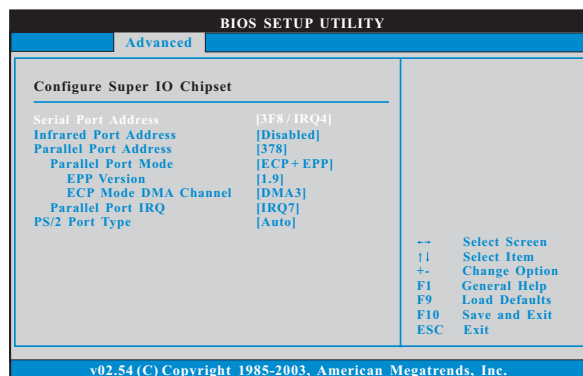 BIOS SETUP UTILITY
Advanced
Configure Super IO Chipset
Serial Port Address [3F8 / IRQ4]
Infrared Port Address [Disabled]
Parallel Port Address [378]
Parallel Port Mode [ECP + EPP]
EPP Version [1.9]
ECP Mode DMA Channel [DMA3]
Parallel Port IRQ [IRQ7]
PS/2 Port Type [Auto]
←→ Select Screen
↑↓ Select Item
+- Change Option
F1 General Help
F9 Load Defaults
F10 Save and Exit
ESC Exit
v02.54 (C) Copyright 1985-2003, American Megatrends, Inc.